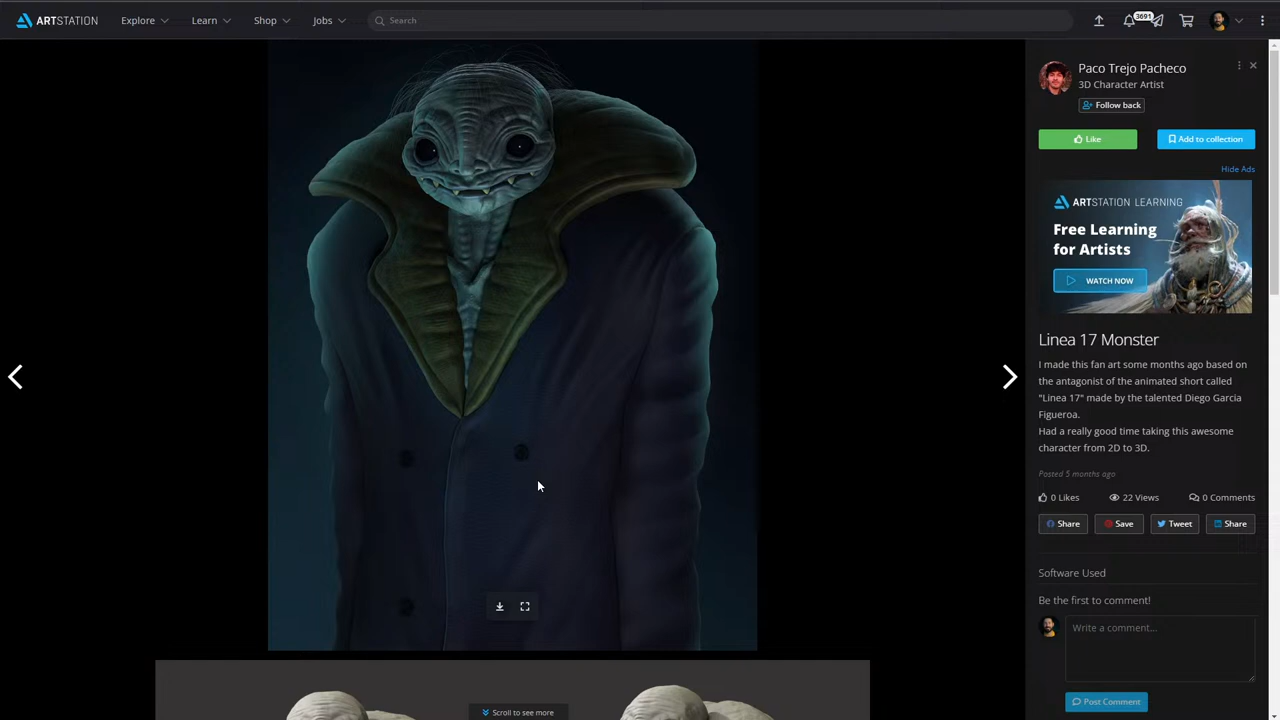 ARTSTATION Explore Learn Shop Jobs Search 3691
Paco Trejo Pacheco
3D Character Artist
Follow back
Like Add to collection
Hide Ads
ARTSTATION LEARNING
Free Learning
for Artists
WATCH NOW
Linea 17 Monster
I made this fan art some months ago based on
the antagonist of the animated short called
"Linea 17" made by the talented Diego Garcia
Figueroa.
Had a really good time taking this awesome
character from 2D to 3D.
Posted 5 months ago
0 Likes 22 Views 0 Comments
Share Save Tweet Share
Software Used
Be the first to comment!
Write a comment...
Post Comment
Scroll to see more